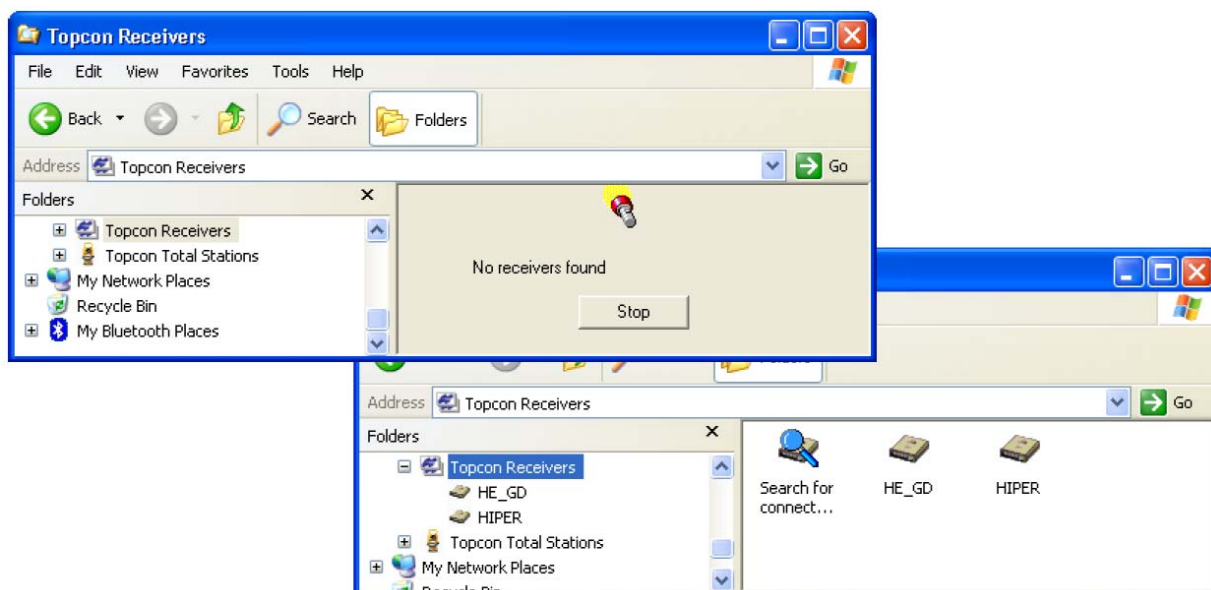 Topcon Receivers
File Edit View Favorites Tools Help
Back Search Folders
Address Topcon Receivers Go
Folders x
Topcon Receivers
Topcon Total Stations
My Network Places
Recycle Bin
My Bluetooth Places
No receivers found
Stop
Address Topcon Receivers Go
Folders x
Topcon Receivers
HE_GD
HIPER
Topcon Total Stations
My Network Places
Search for connect...
HE_GD
HIPER